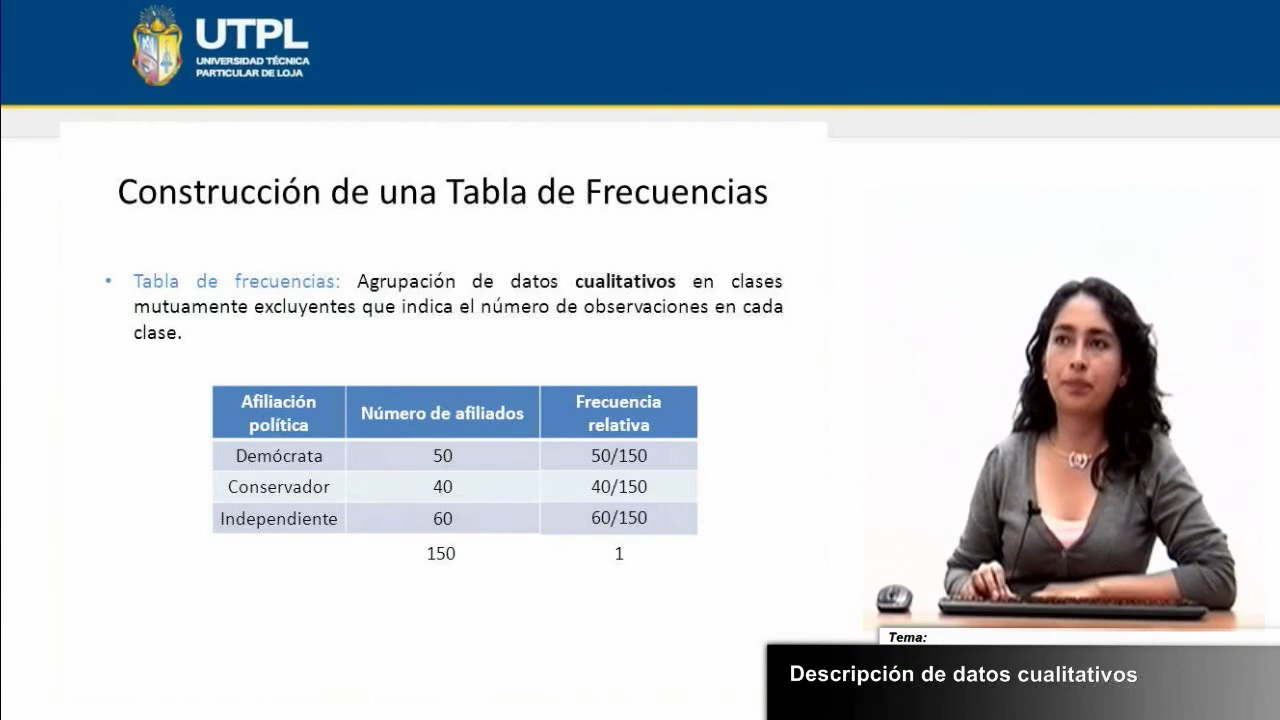 UTPL
UNIVERSIDAD TÉCNICA
PARTICULAR DE LOJA
Construcción de una Tabla de Frecuencias
• Tabla de frecuencias: Agrupación de datos cualitativos en clases
mutuamente excluyentes que indica el número de observaciones en cada
clase.
Afiliación política Número de afiliados Frecuencia relativa
Demócrata 50 50/150
Conservador 40 40/150
Independiente 60 60/150
150 1
Tema:
Descripción de datos cualitativos